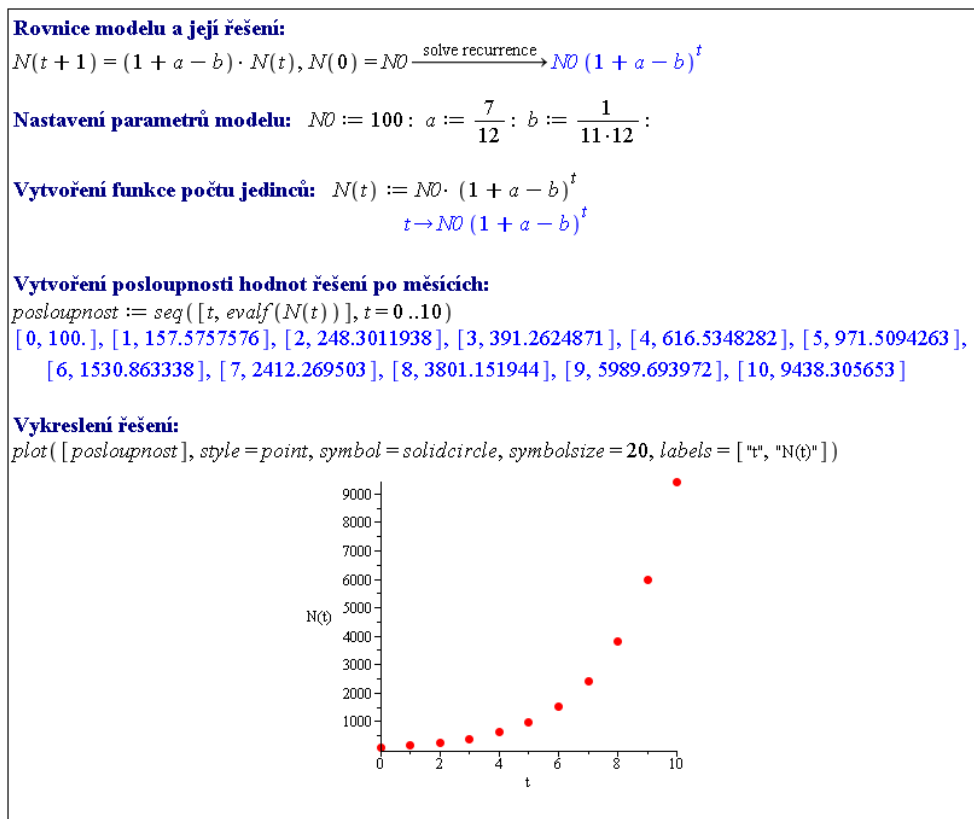 Rovnice modelu a její řešení:
N(t + 1) = (1 + a − b) · N(t), N(0) = N0 solve recurrence → N0 (1 + a − b)^t
Nastavení parametrů modelu: N0 := 100 : a := 7/12 : b := 1/(11·12) :
Vytvoření funkce počtu jedinců: N(t) := N0 · (1 + a − b)^t
t → N0 (1 + a − b)^t
Vytvoření posloupnosti hodnot řešení po měsících:
posloupnost := seq([t, evalf(N(t))], t = 0 ..10)
[0, 100.], [1, 157.5757576], [2, 248.3011938], [3, 391.2624871], [4, 616.5348282], [5, 971.5094263],
[6, 1530.863338], [7, 2412.269503], [8, 3801.151944], [9, 5989.693972], [10, 9438.305653]
Vykreslení řešení:
plot([posloupnost], style = point, symbol = solidcircle, symbolsize = 20, labels = ["t", "N(t)"])
9000
8000
7000
6000
5000
N(t)
4000
3000
2000
1000
0 2 4 6 8 10
t